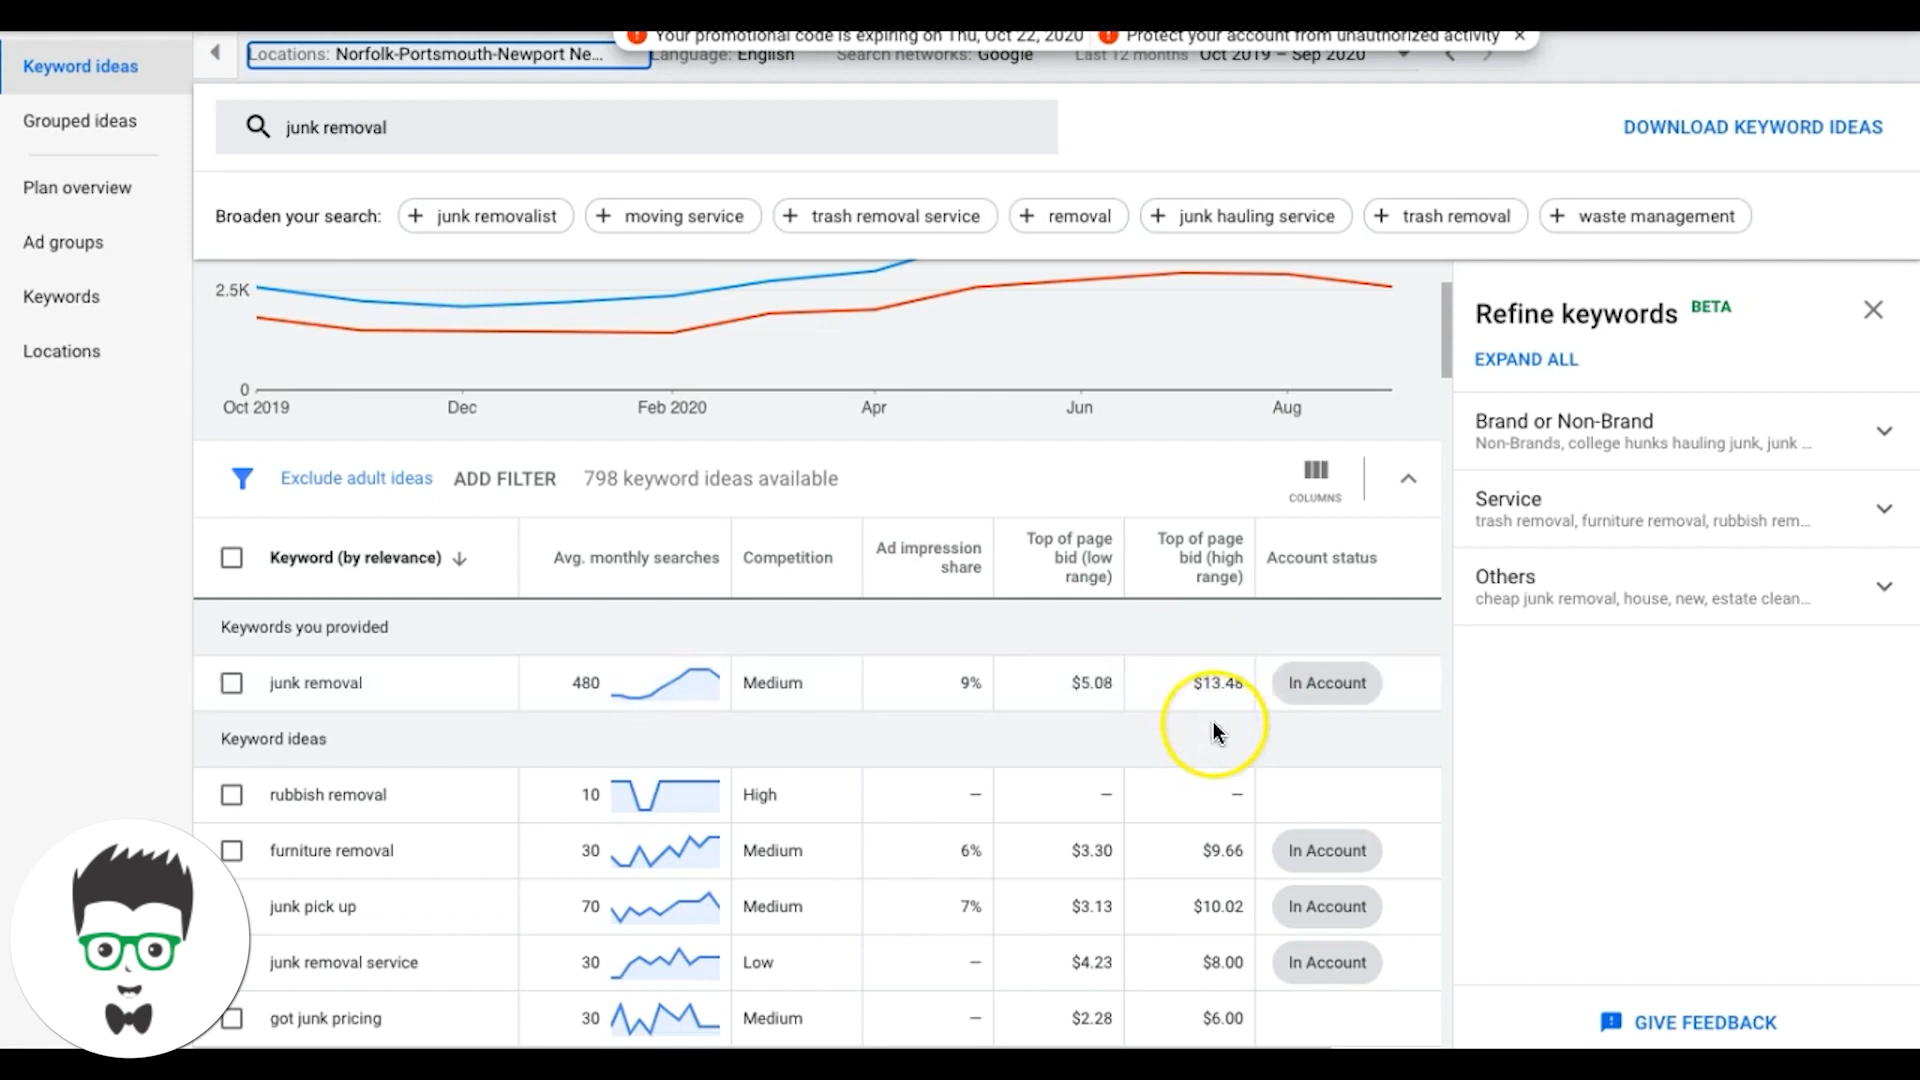 Your promotional code is expiring on Thu, Oct 22, 2020 Protect your account from unauthorized activity ×
Locations: Norfolk-Portsmouth-Newport Ne... Language: English Search networks: Google Last 12 months Oct 2019 – Sep 2020
Keyword ideas
Grouped ideas
Plan overview
Ad groups
Keywords
Locations
junk removal
DOWNLOAD KEYWORD IDEAS
Broaden your search: + junk removalist + moving service + trash removal service + removal + junk hauling service + trash removal + waste management
2.5K
0
Oct 2019 Dec Feb 2020 Apr Jun Aug
Exclude adult ideas ADD FILTER 798 keyword ideas available COLUMNS
Keyword (by relevance) Avg. monthly searches Competition Ad impression share Top of page bid (low range) Top of page bid (high range) Account status
Keywords you provided
junk removal 480 Medium 9% $5.08 $13.48 In Account
Keyword ideas
rubbish removal 10 High – – –
furniture removal 30 Medium 6% $3.30 $9.66 In Account
junk pick up 70 Medium 7% $3.13 $10.02 In Account
junk removal service 30 Low – $4.23 $8.00 In Account
got junk pricing 30 Medium – $2.28 $6.00
Refine keywords BETA
EXPAND ALL
Brand or Non-Brand
Non-Brands, college hunks hauling junk, junk ...
Service
trash removal, furniture removal, rubbish rem...
Others
cheap junk removal, house, new, estate clean...
GIVE FEEDBACK